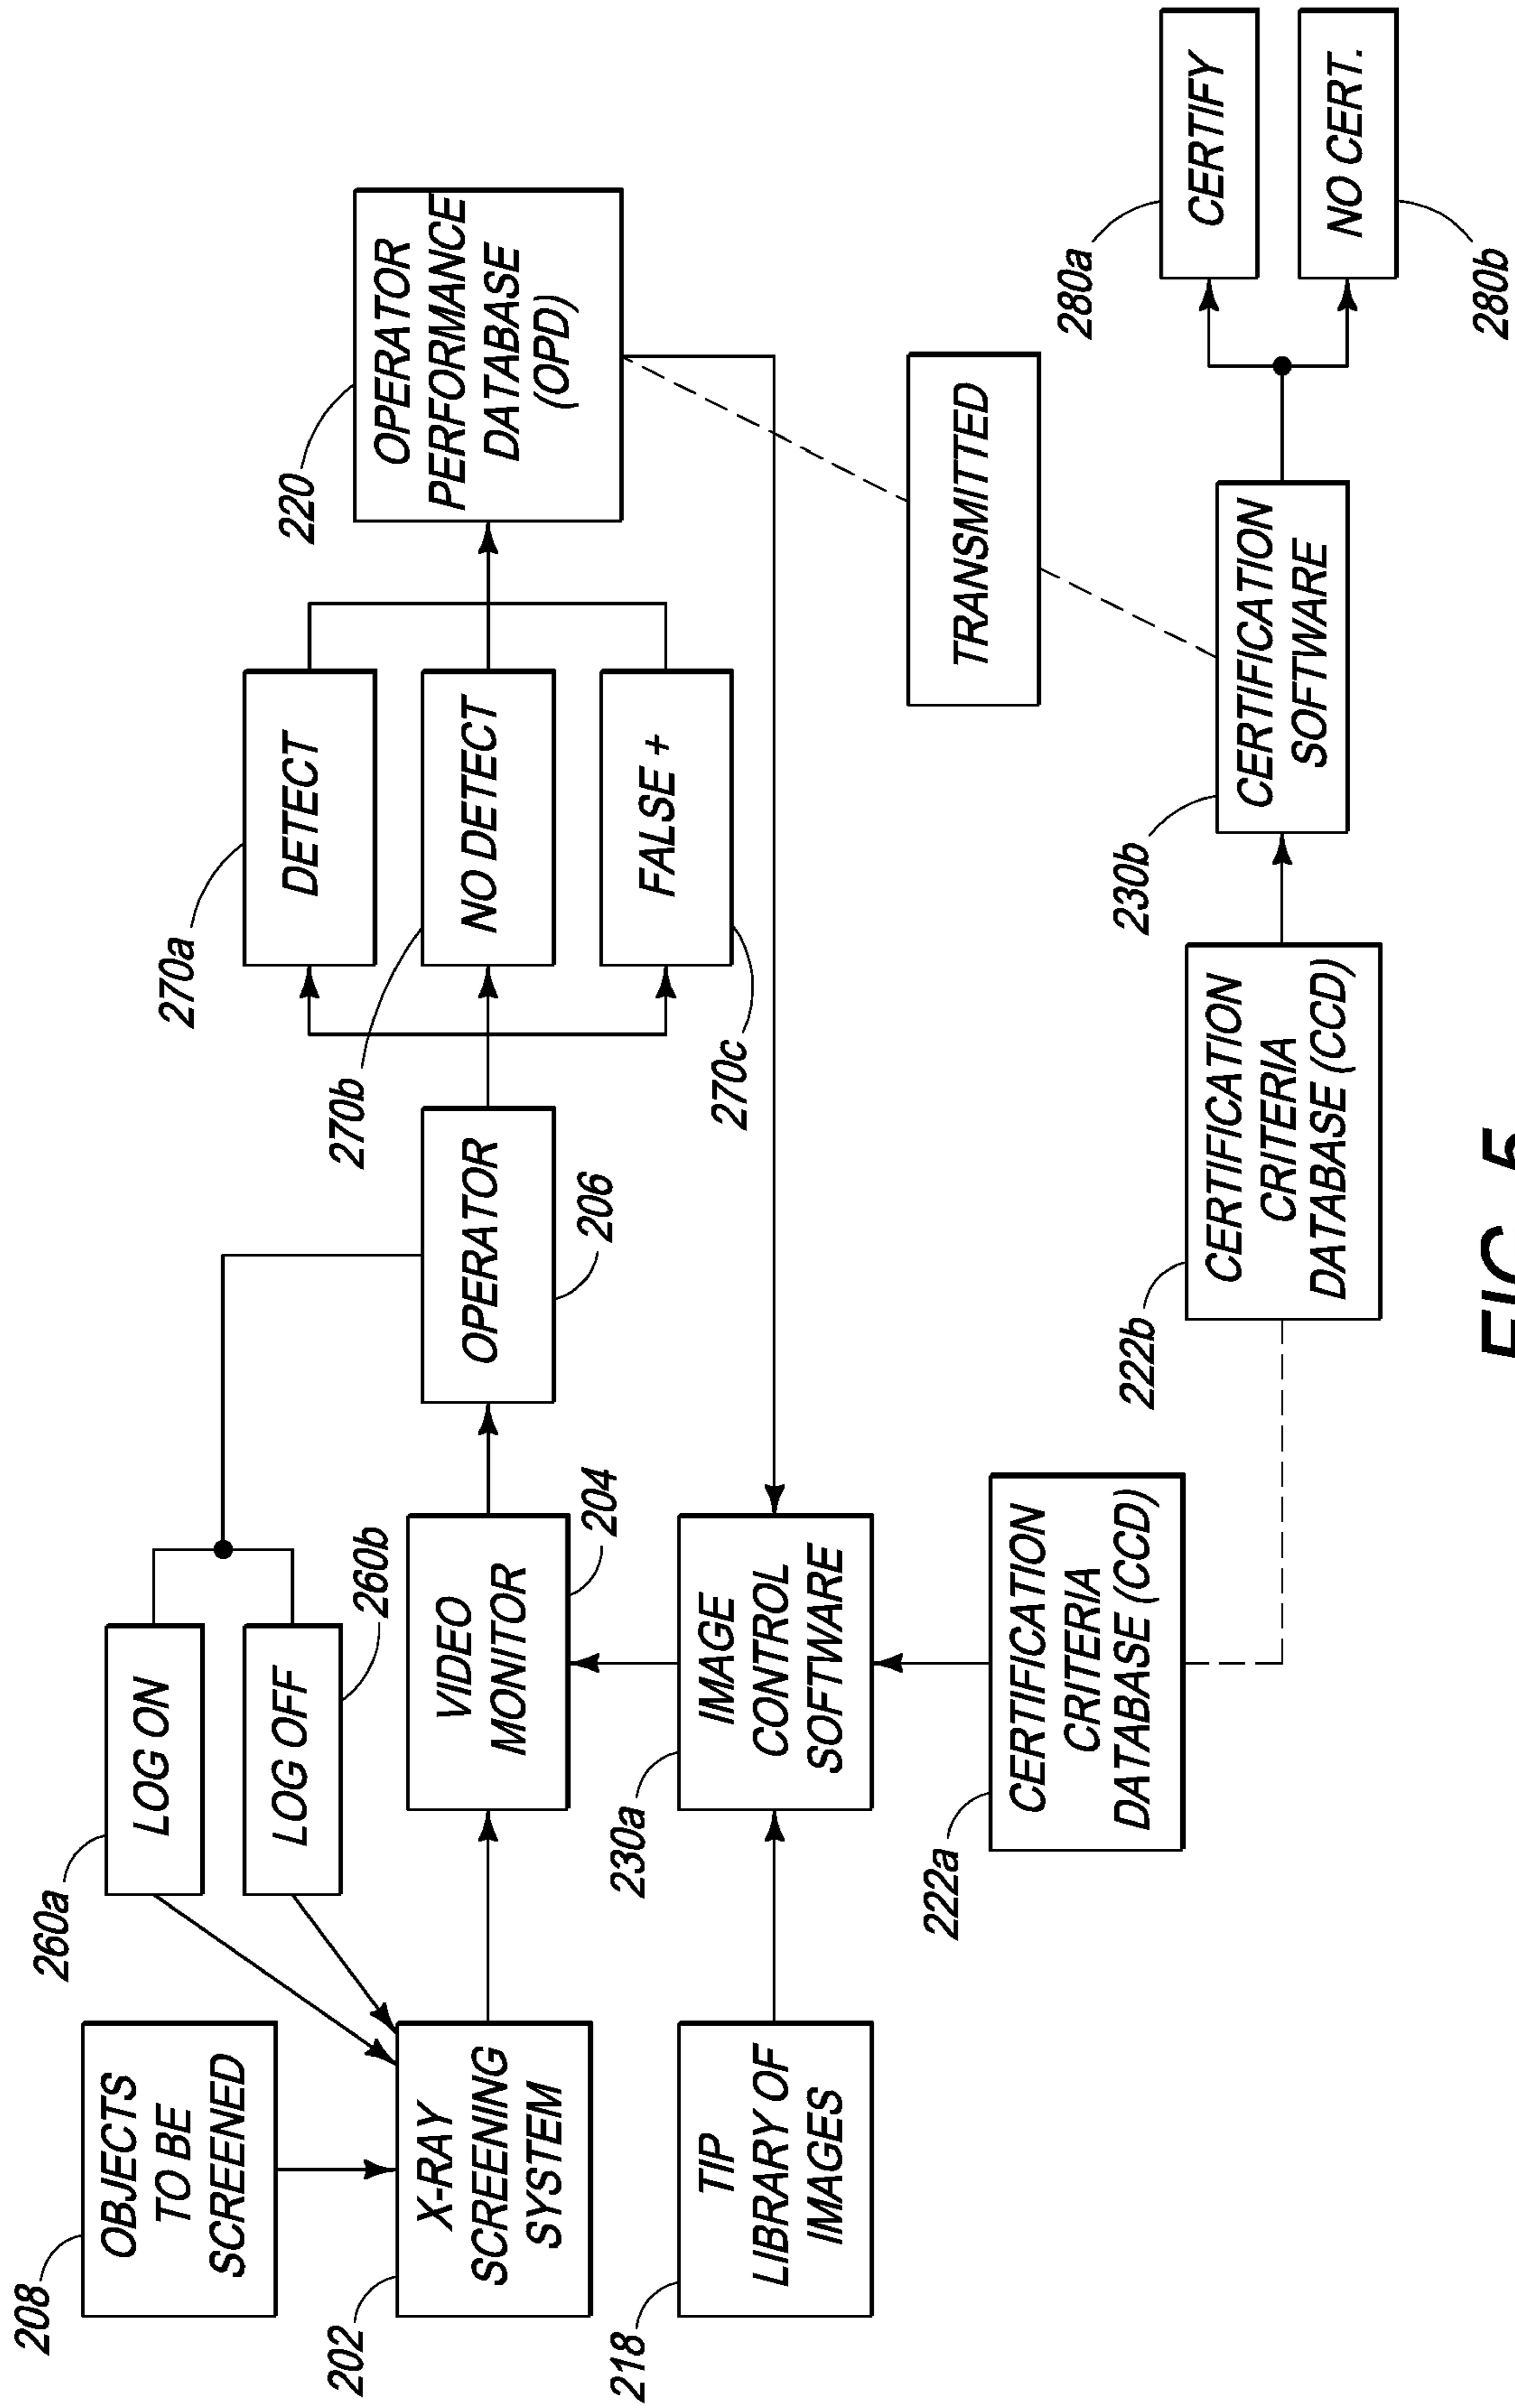 208
OBJECTS
TO BE
SCREENED
260a
LOG ON
LOG OFF
260b
202
X-RAY
SCREENING
SYSTEM
VIDEO
MONITOR
204
OPERATOR
206
270a
DETECT
270b
NO DETECT
FALSE +
270c
220
OPERATOR
PERFORMANCE
DATABASE
(OPD)
218
TIP
LIBRARY OF
IMAGES
230a
IMAGE
CONTROL
SOFTWARE
TRANSMITTED
222a
CERTIFICATION
CRITERIA
DATABASE (CCD)
222b
CERTIFICATION
CRITERIA
DATABASE (CCD)
230b
CERTIFICATION
SOFTWARE
280a
CERTIFY
NO CERT.
280b
FIG. 5